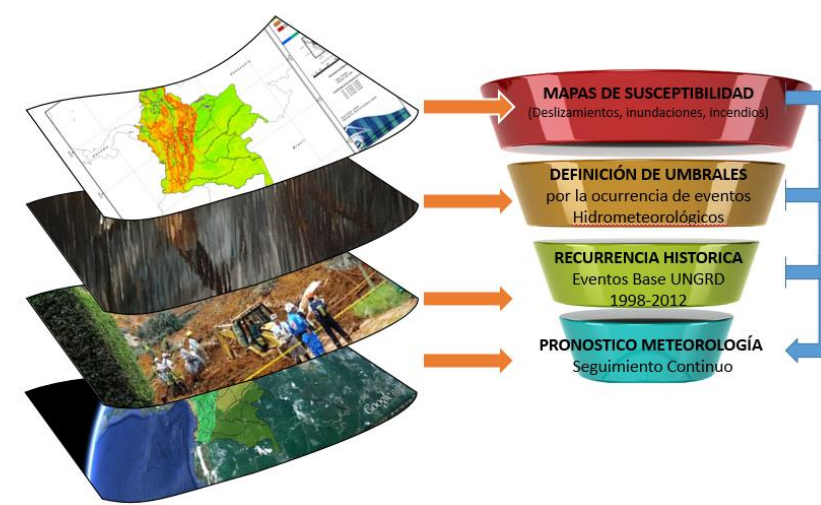 MAPAS DE SUSCEPTIBILIDAD
(Deslizamientos, inundaciones, incendios)
DEFINICIÓN DE UMBRALES
por la ocurrencia de eventos
Hidrometeorológicos
RECURRENCIA HISTORICA
Eventos Base UNGRD
1998-2012
PRONOSTICO METEOROLOGÍA
Seguimiento Continuo
Google